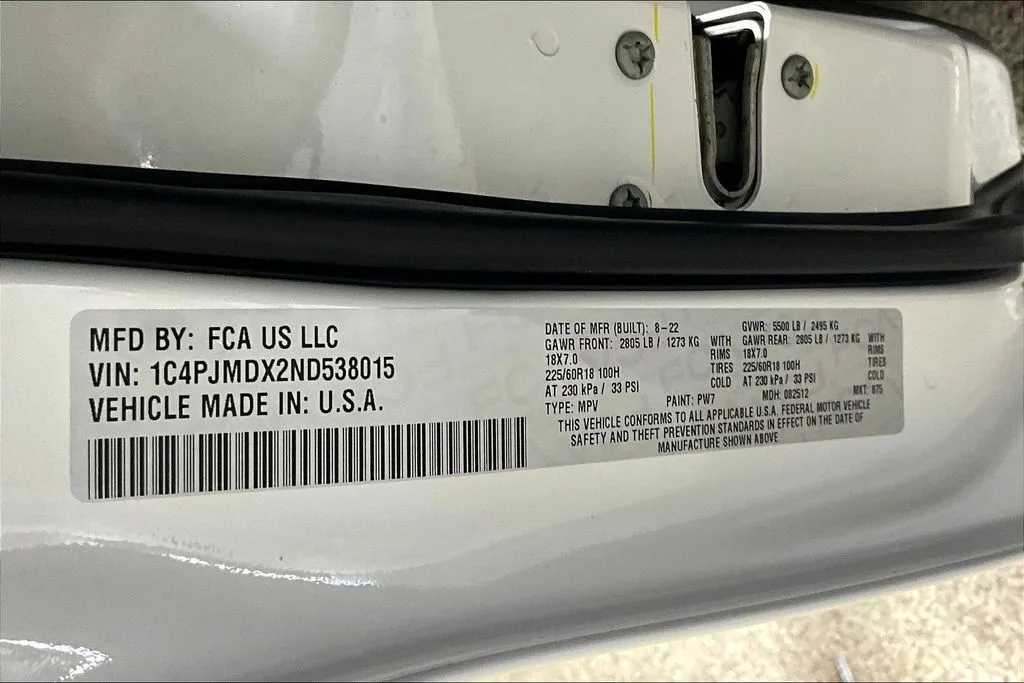 MFD BY: FCA US LLC
VIN: 1C4PJMDX2ND538015
VEHICLE MADE IN: U.S.A.
DATE OF MFR (BUILT): 8-22
GVWR: 5500 LB / 2495 KG
GAWR FRONT: 2805 LB / 1273 KG WITH
18X7.0 RIMS
225/60R18 100H TIRES
AT 230 kPa / 33 PSI COLD
GAWR REAR: 2805 LB / 1273 KG WITH
18X7.0 RIMS
225/60R18 100H TIRES
AT 230 kPa / 33 PSI COLD
TYPE: MPV PAINT: PW7 MDH: 082512 MKT: 875
THIS VEHICLE CONFORMS TO ALL APPLICABLE U.S.A. FEDERAL MOTOR VEHICLE
SAFETY AND THEFT PREVENTION STANDARDS IN EFFECT ON THE DATE OF
MANUFACTURE SHOWN ABOVE